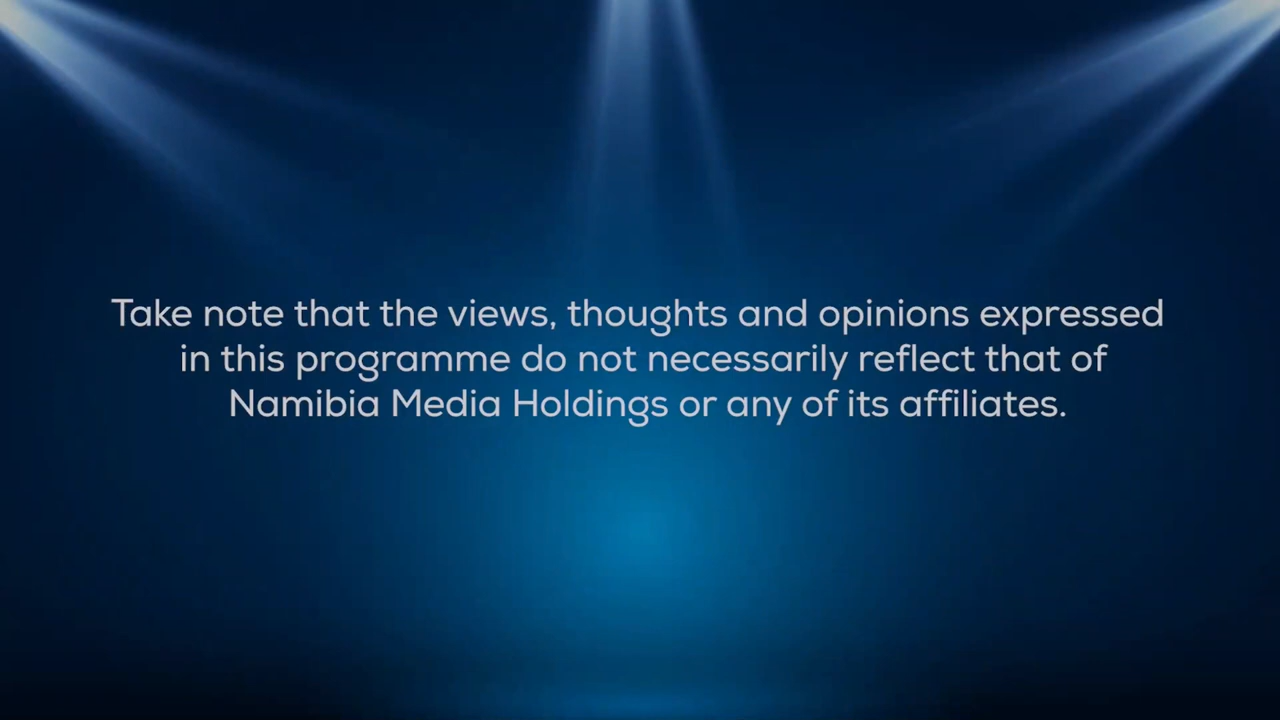 Take note that the views, thoughts and opinions expressed
in this programme do not necessarily reflect that of
Namibia Media Holdings or any of its affiliates.